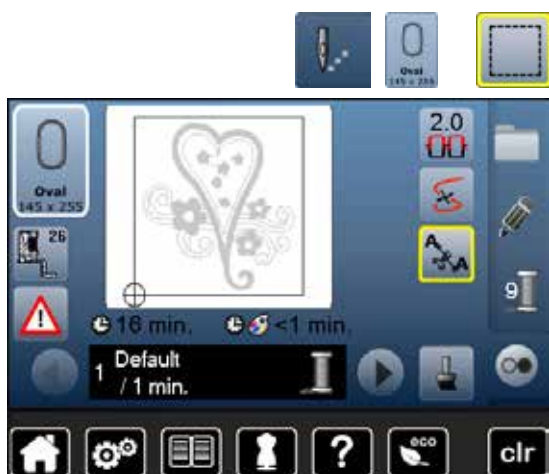 Oval
145 x 255
Oval
145 x 255
2.0
26
A
A
9
16 min.
<1 min.
1 Default
/ 1 min.
?
eco
clr